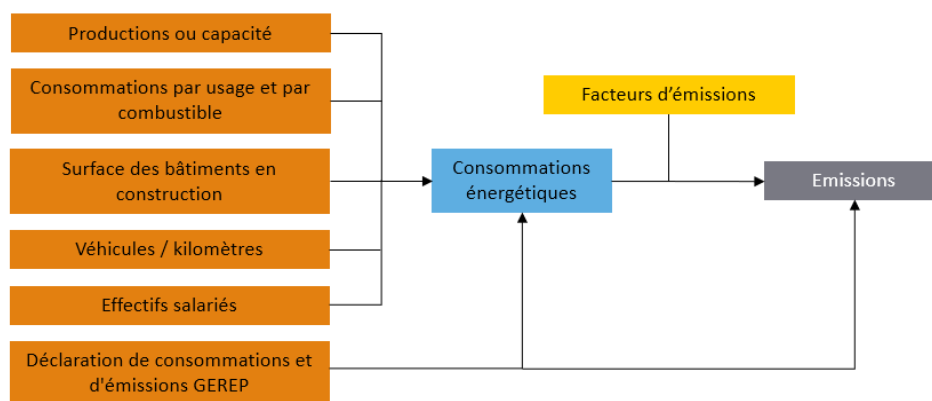 Productions ou capacité
Consommations par usage et par
combustible
Facteurs d'émissions
Surface des bâtiments en
construction
Consommations
énergétiques
Emissions
Véhicules / kilomètres
Effectifs salariés
Déclaration de consommations et
d'émissions GEREP